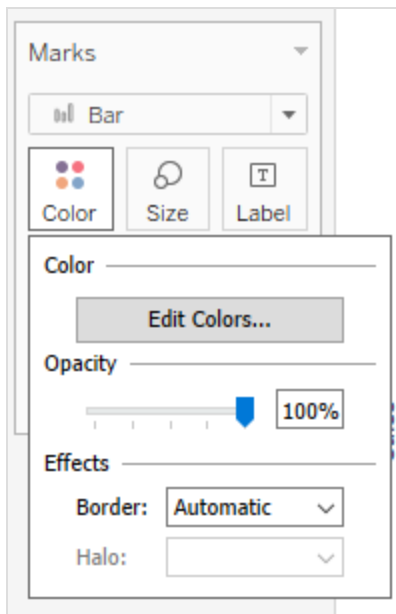 Marks
Bar
Color Size T Label
Color
Edit Colors...
Opacity
100%
Effects
Border: Automatic
Halo: